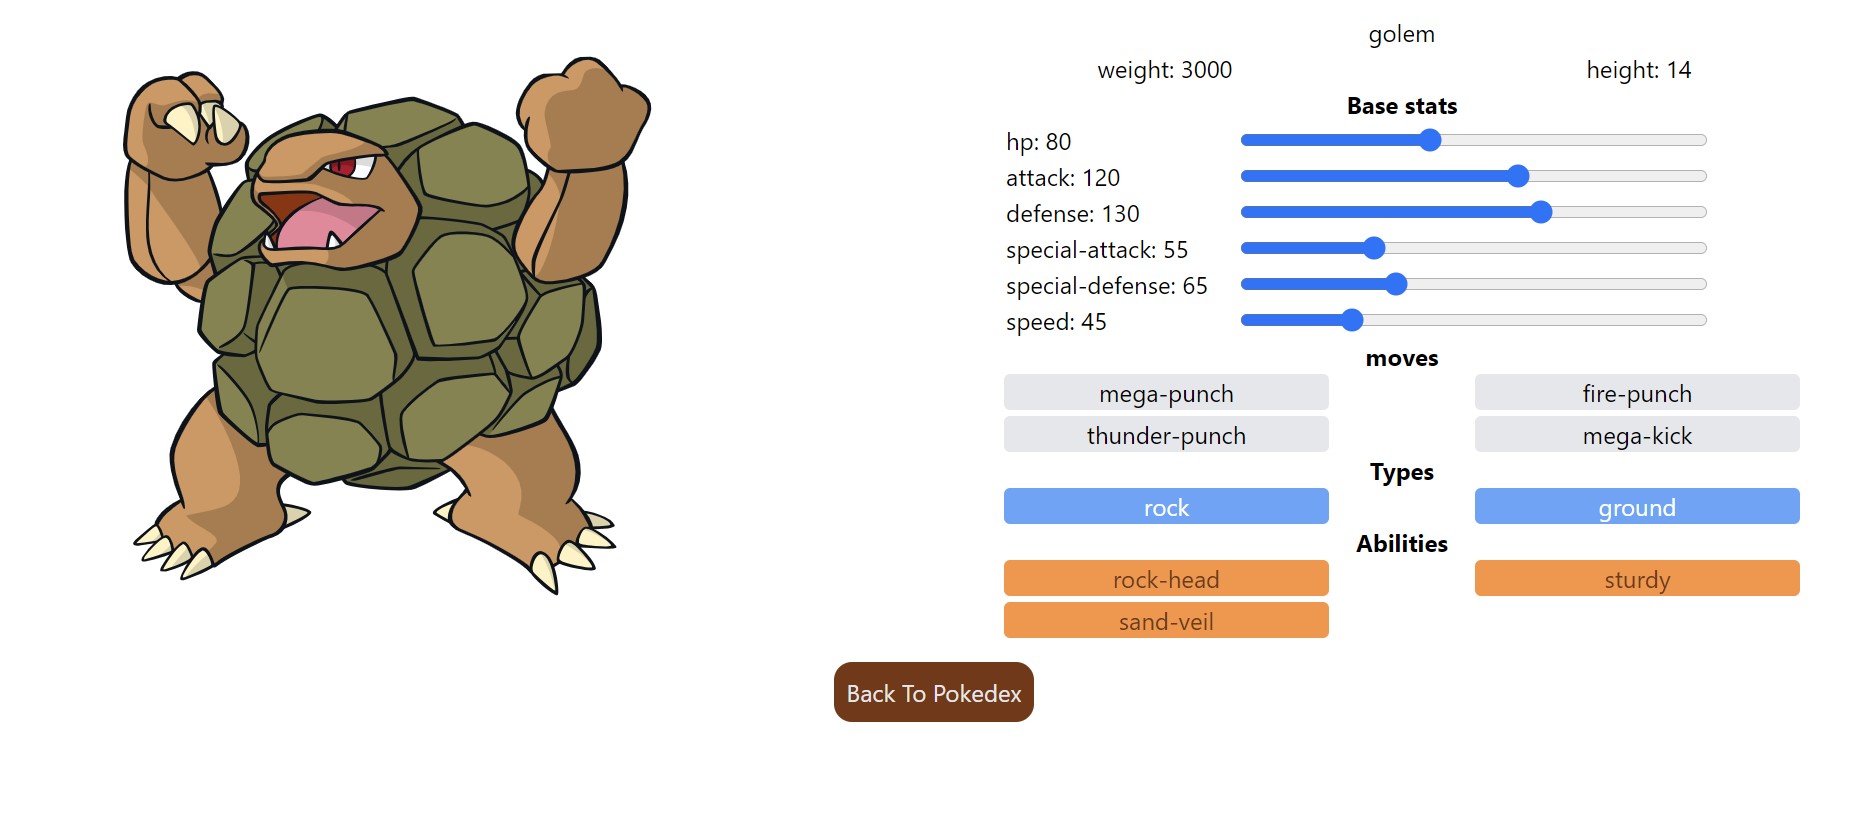 golem
weight: 3000 height: 14
Base stats
hp: 80
attack: 120
defense: 130
special-attack: 55
special-defense: 65
speed: 45
moves
mega-punch fire-punch
thunder-punch mega-kick
Types
rock ground
Abilities
rock-head sturdy
sand-veil
Back To Pokedex